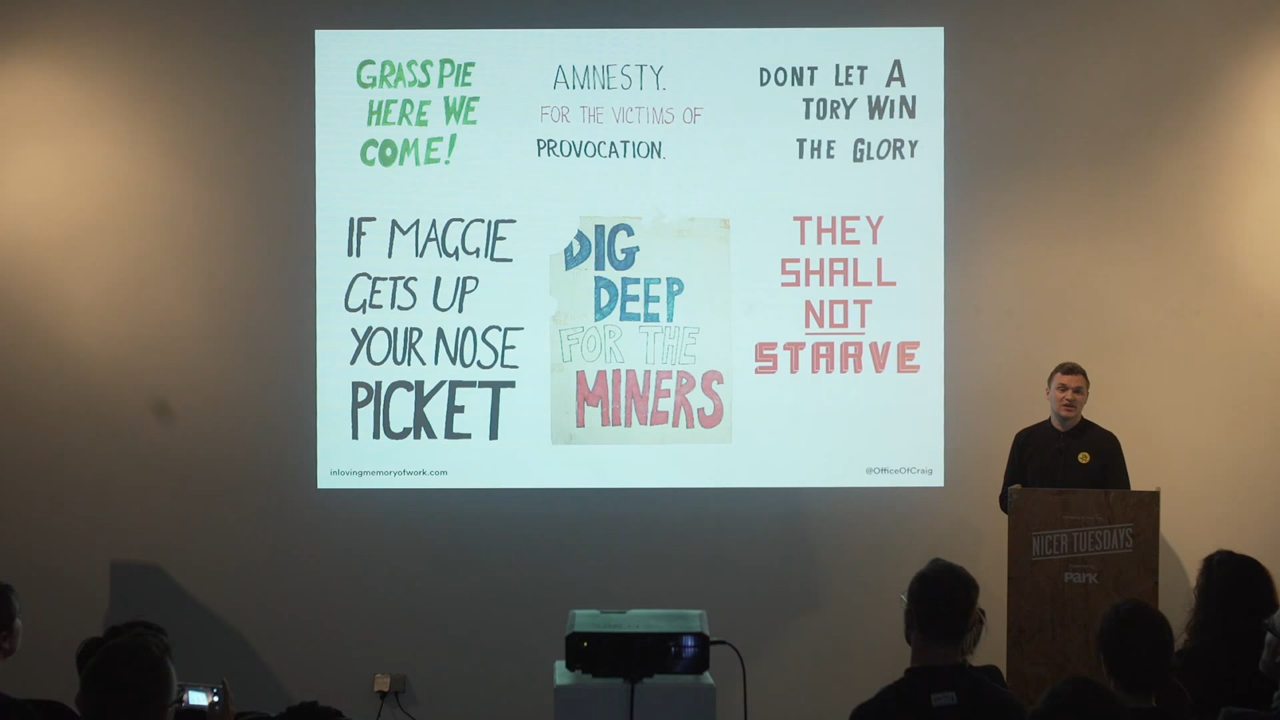 GRASS PIE
HERE WE
COME!
AMNESTY.
FOR THE VICTIMS OF
PROVOCATION.
DONT LET A
TORY WIN
THE GLORY
IF MAGGIE
GETS UP
YOUR NOSE
PICKET
DIG
DEEP
FOR THE
MINERS
THEY
SHALL
NOT
STARVE
inlovingmemoryofwork.com
@OfficeOfCraig
NICER TUESDAYS
PARK